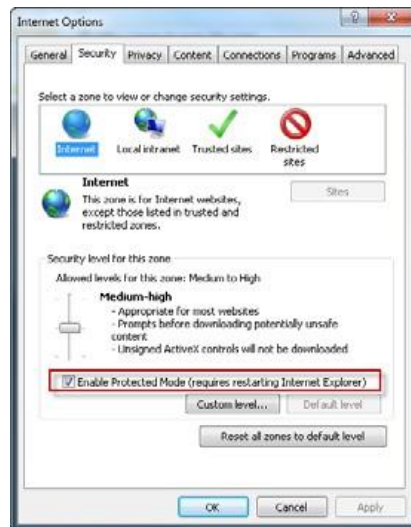 Internet Options
General Security Privacy Content Connections Programs Advanced
Select a zone to view or change security settings.
Internet Local intranet Trusted sites Restricted
sites
Internet
This zone is for Internet websites,
except those listed in trusted and
restricted zones.
Sites
Security level for this zone
Allowed levels for this zone: Medium to High
Medium-high
- Appropriate for most websites
- Prompts before downloading potentially unsafe
content
- Unsigned ActiveX controls will not be downloaded
Enable Protected Mode (requires restarting Internet Explorer)
Custom level... Default level
Reset all zones to default level
OK Cancel Apply